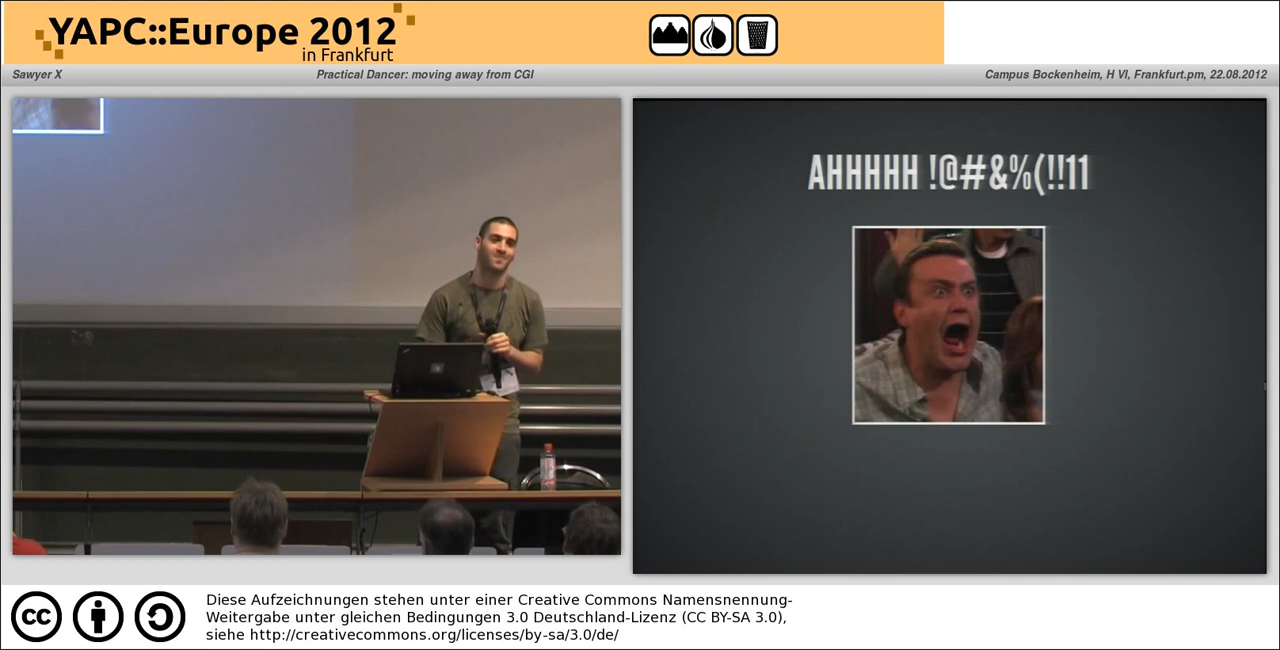 YAPC::Europe 2012
in Frankfurt
Sawyer X
Practical Dancer: moving away from CGI
Campus Bockenheim, H VI, Frankfurt.pm, 22.08.2012
AHHHHH !@#&%(!!11
cc
Diese Aufzeichnungen stehen unter einer Creative Commons Namensnennung-
Weitergabe unter gleichen Bedingungen 3.0 Deutschland-Lizenz (CC BY-SA 3.0),
siehe http://creativecommons.org/licenses/by-sa/3.0/de/